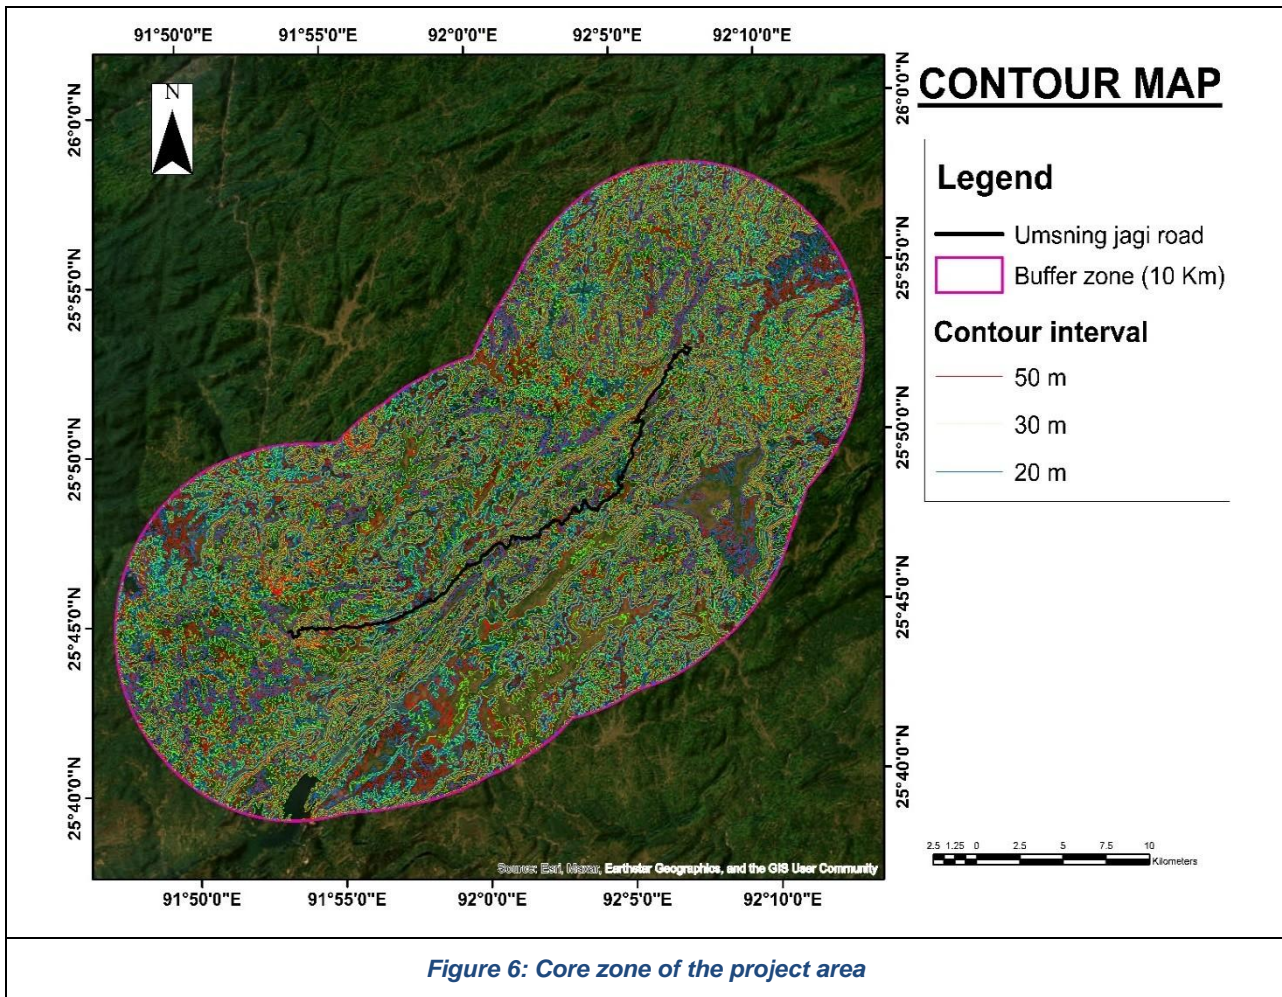 91°50'0"E 91°55'0"E 92°0'0"E 92°5'0"E 92°10'0"E
CONTOUR MAP
N
26°0'0"N
25°55'0"N
25°50'0"N
25°45'0"N
25°40'0"N
26°0'0"N
25°55'0"N
25°50'0"N
25°45'0"N
25°40'0"N
Legend
Umsning jagi road
Buffer zone (10 Km)
Contour interval
50 m
30 m
20 m
2.5 1.25 0 2.5 5 7.5 10
Kilometers
Source: Esri, Maxar, Earthstar Geographics, and the GIS User Community
91°50'0"E 91°55'0"E 92°0'0"E 92°5'0"E 92°10'0"E
Figure 6: Core zone of the project area